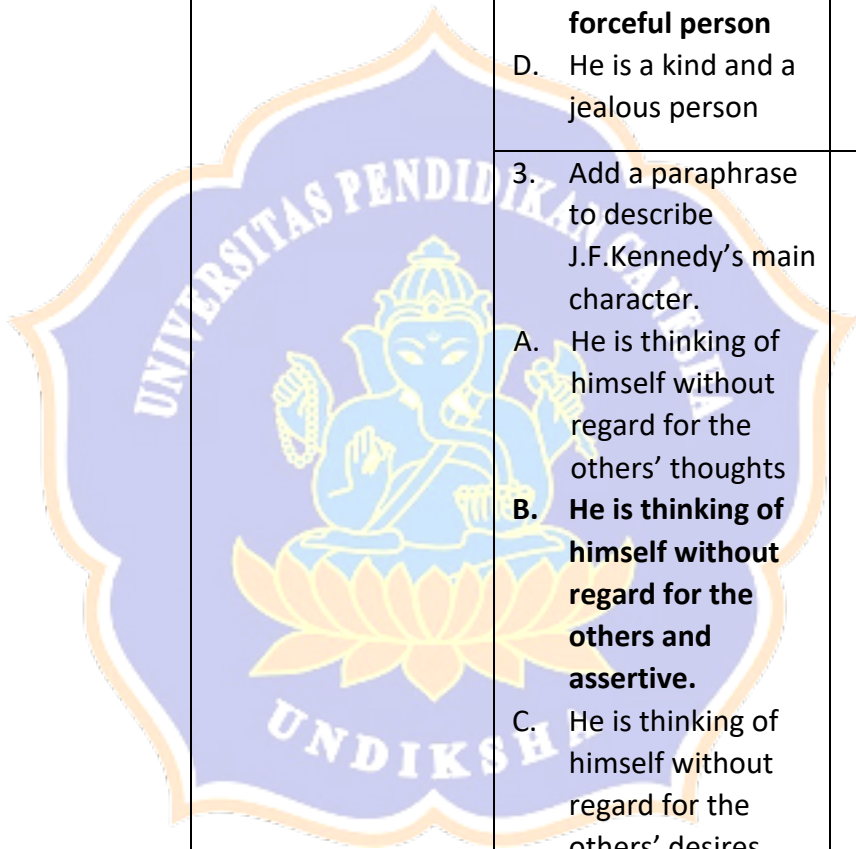 forceful person
D. He is a kind and a
jealous person
3. Add a paraphrase
to describe
J.F.Kennedy’s main
character.
A. He is thinking of
himself without
regard for the
others’ thoughts
B. He is thinking of
himself without
regard for the
others and
assertive.
C. He is thinking of
himself without
regard for the
others’ desires
UNIVERSITAS PENDIDIKAN GANESHA
UNDIKSHA